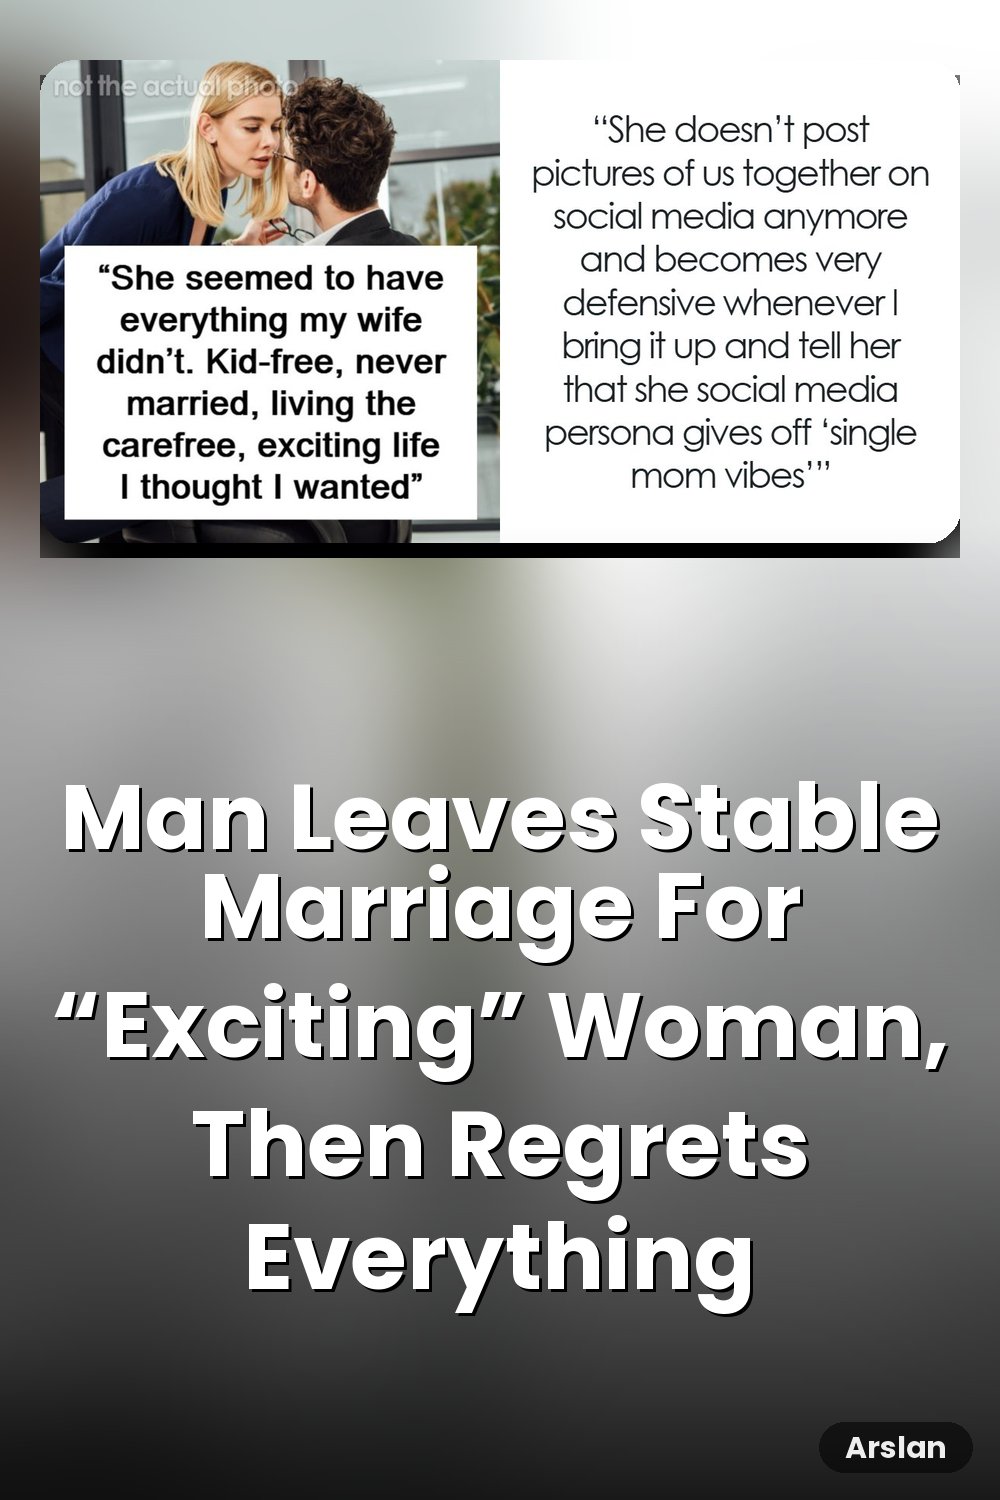 not the actual photo
“She seemed to have
everything my wife
didn’t. Kid-free, never
married, living the
carefree, exciting life
I thought I wanted”
“She doesn’t post
pictures of us together on
social media anymore
and becomes very
defensive whenever I
bring it up and tell her
that she social media
persona gives off ‘single
mom vibes’”
Man Leaves Stable
Marriage For
“Exciting” Woman,
Then Regrets
Everything
Arslan